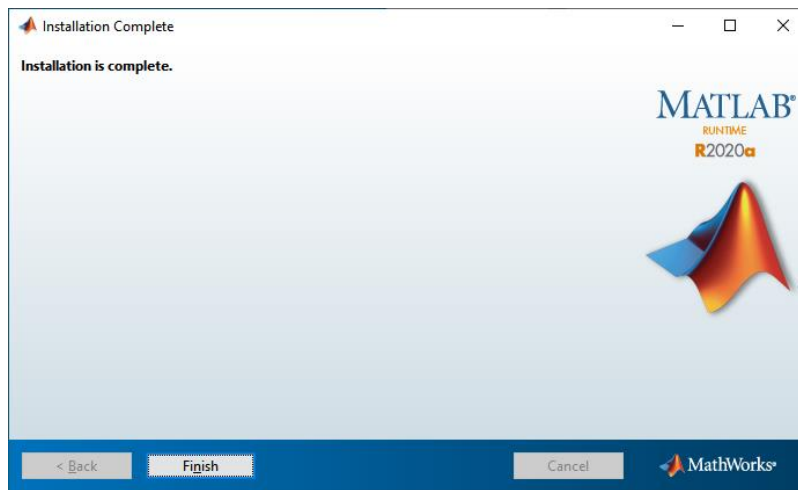 Installation Complete
Installation is complete.
MATLAB®
RUNTIME
R2020a
< Back
Finish
Cancel
MathWorks®